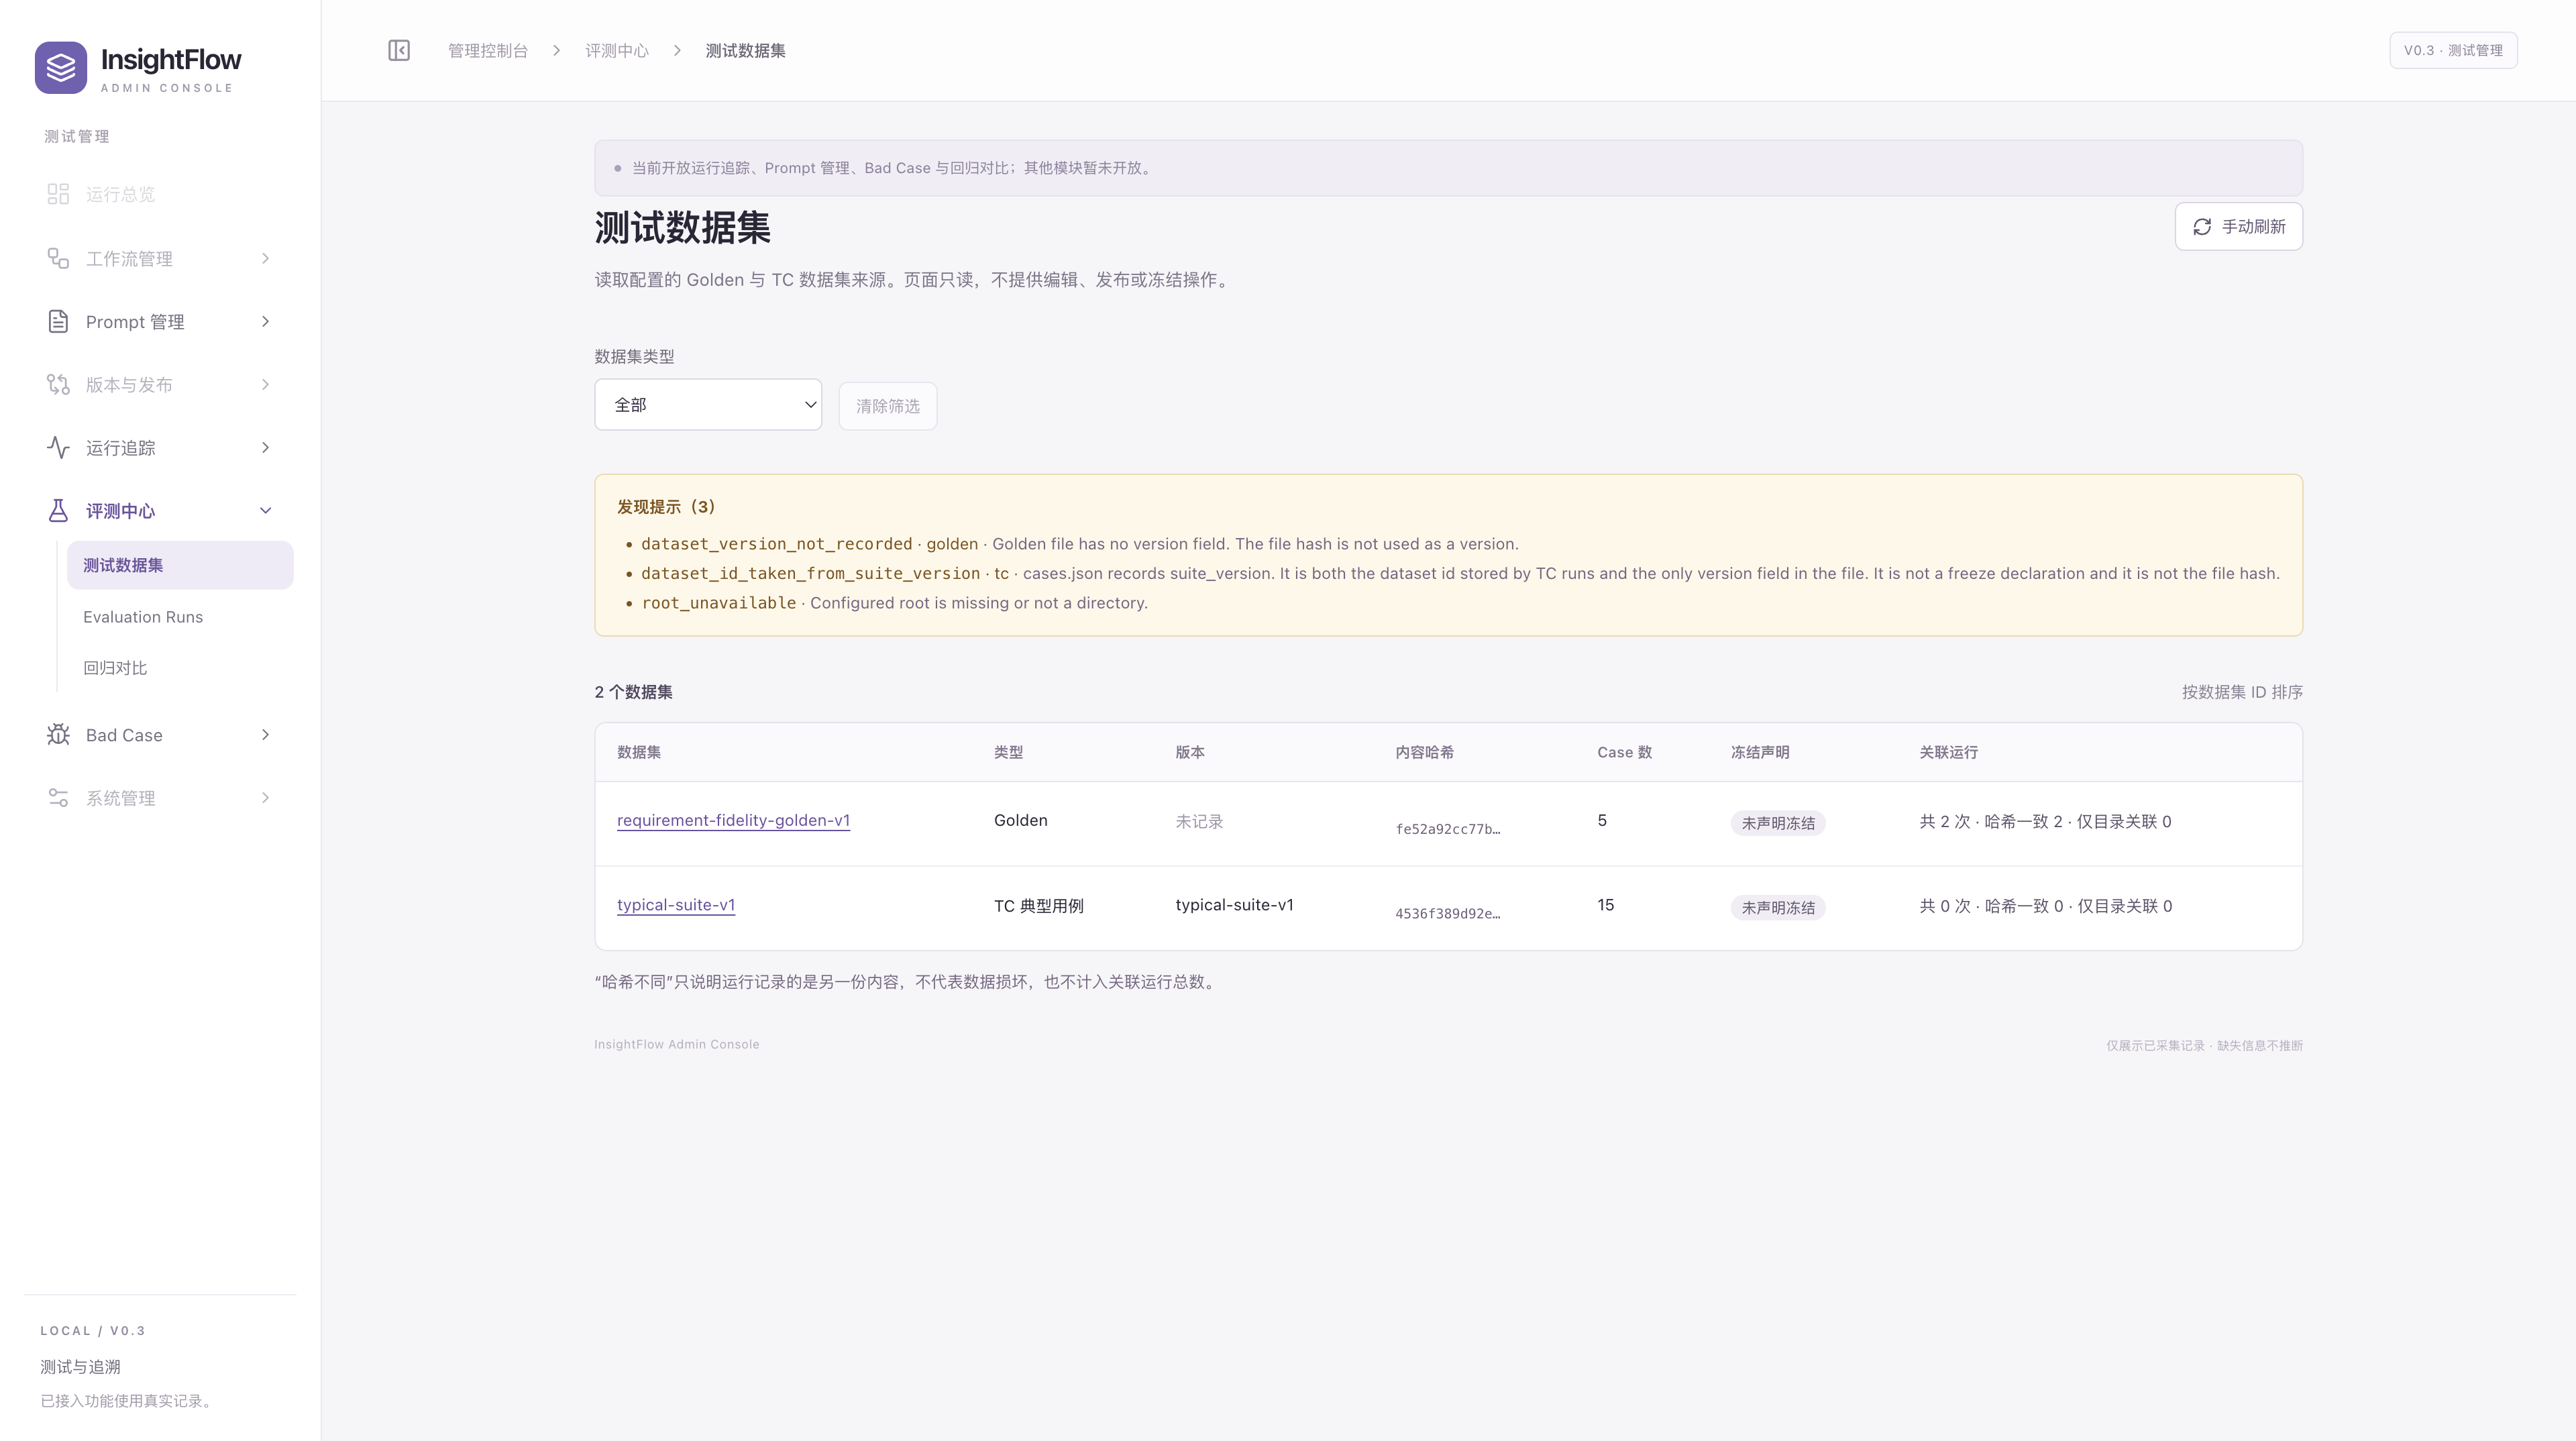 InsightFlow
ADMIN CONSOLE
测试管理
运行总览
工作流管理
Prompt 管理
版本与发布
运行追踪
评测中心
测试数据集
Evaluation Runs
回归对比
Bad Case
系统管理
LOCAL / V0.3
测试与追溯
已接入功能使用真实记录。
管理控制台 > 评测中心 > 测试数据集
V0.3 · 测试管理
当前开放运行追踪、Prompt 管理、Bad Case 与回归对比；其他模块暂未开放。
测试数据集
手动刷新
读取配置的 Golden 与 TC 数据集来源。页面只读，不提供编辑、发布或冻结操作。
数据集类型
全部
清除筛选
发现提示（3）
• dataset_version_not_recorded · golden · Golden file has no version field. The file hash is not used as a version.
• dataset_id_taken_from_suite_version · tc · cases.json records suite_version. It is both the dataset id stored by TC runs and the only version field in the file. It is not a freeze declaration and it is not the file hash.
• root_unavailable · Configured root is missing or not a directory.
2 个数据集
按数据集 ID 排序
数据集 类型 版本 内容哈希 Case 数 冻结声明 关联运行
requirement-fidelity-golden-v1 Golden 未记录 fe52a92cc77b… 5 未声明冻结 共 2 次 · 哈希一致 2 · 仅目录关联 0
typical-suite-v1 TC 典型用例 typical-suite-v1 4536f389d92e… 15 未声明冻结 共 0 次 · 哈希一致 0 · 仅目录关联 0
“哈希不同”只说明运行记录的是另一份内容，不代表数据损坏，也不计入关联运行总数。
InsightFlow Admin Console
仅展示已采集记录 · 缺失信息不推断